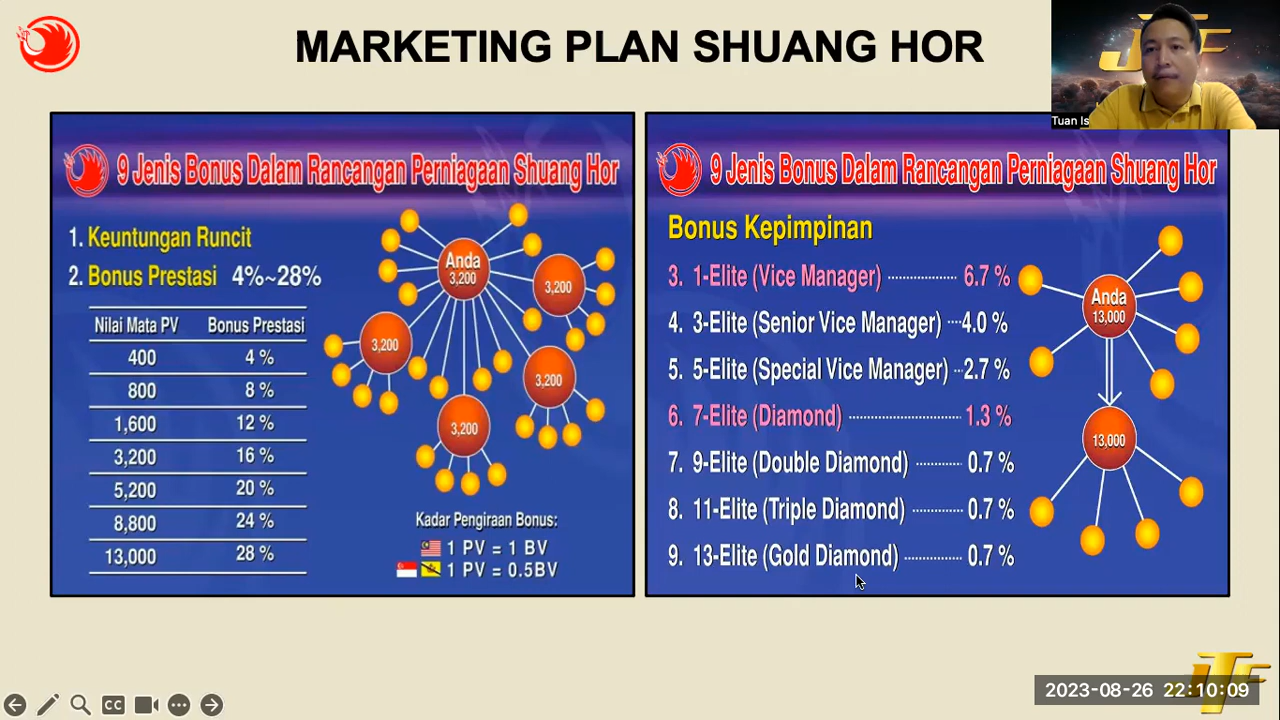 MARKETING PLAN SHUANG HOR
Tuan Is
9 Jenis Bonus Dalam Rancangan Perniagaan Shuang Hor
1. Keuntungan Runcit
2. Bonus Prestasi 4%~28%
Nilai Mata PV Bonus Prestasi
400 4 %
800 8 %
1,600 12 %
3,200 16 %
5,200 20 %
8,800 24 %
13,000 28 %
Anda
3,200
3,200
3,200
3,200
3,200
Kadar Pengiraan Bonus:
1 PV = 1 BV
1 PV = 0.5BV
9 Jenis Bonus Dalam Rancangan Perniagaan Shuang Hor
Bonus Kepimpinan
3. 1-Elite (Vice Manager) 6.7 %
4. 3-Elite (Senior Vice Manager) 4.0 %
5. 5-Elite (Special Vice Manager) 2.7 %
6. 7-Elite (Diamond) 1.3 %
7. 9-Elite (Double Diamond) 0.7 %
8. 11-Elite (Triple Diamond) 0.7 %
9. 13-Elite (Gold Diamond) 0.7 %
Anda
13,000
13,000
CC
2023-08-26 22:10:09